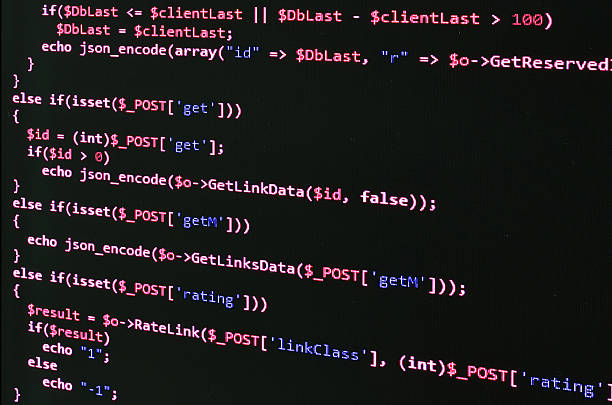 if($DbLast <= $clientLast || $DbLast - $clientLast > 100)
$DbLast = $clientLast;
echo json_encode(array("id" => $DbLast, "r" => $o->GetReserved
}
}
else if(isset($_POST['get']))
{
$id = (int)$_POST['get'];
if($id > 0)
echo json_encode($o->GetLinkData($id, false));
}
else if(isset($_POST['getM']))
{
echo json_encode($o->GetLinksData($_POST['getM']));
}
else if(isset($_POST['rating']))
{
$result = $o->RateLink($_POST['linkClass'], (int)$_POST['rating']
if($result)
echo "1";
else
echo "-1";
}